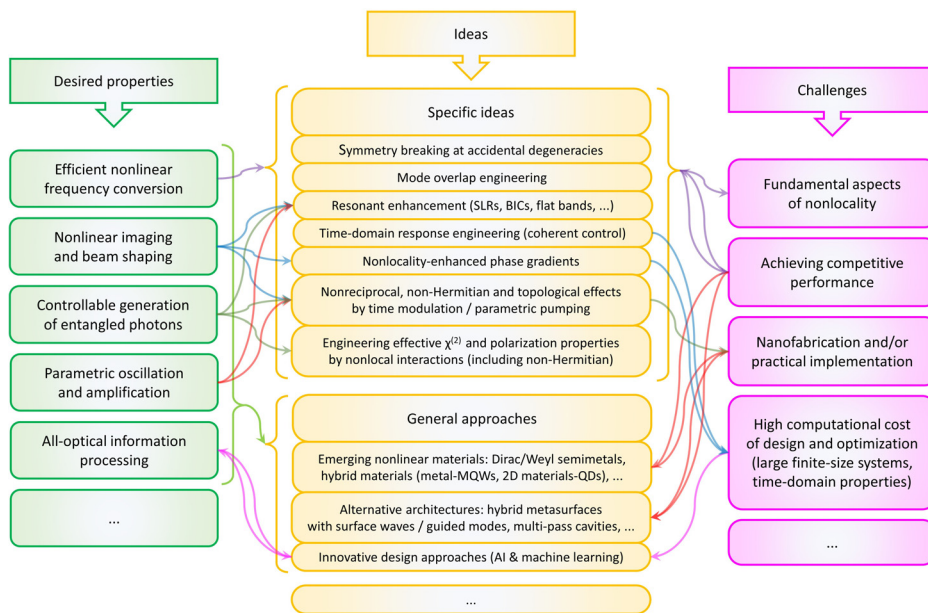 Ideas
Desired properties
Challenges
Efficient nonlinear
frequency conversion
Nonlinear imaging
and beam shaping
Controllable generation
of entangled photons
Parametric oscillation
and amplification
All-optical information
processing
...
Specific ideas
Symmetry breaking at accidental degeneracies
Mode overlap engineering
Resonant enhancement (SLRs, BICs, flat bands, ...)
Time-domain response engineering (coherent control)
Nonlocality-enhanced phase gradients
Nonreciprocal, non-Hermitian and topological effects
by time modulation / parametric pumping
Engineering effective χ⁽²⁾ and polarization properties
by nonlocal interactions (including non-Hermitian)
General approaches
Emerging nonlinear materials: Dirac/Weyl semimetals,
hybrid materials (metal-MQWs, 2D materials-QDs), ...
Alternative architectures: hybrid metasurfaces
with surface waves / guided modes, multi-pass cavities, ...
Innovative design approaches (AI & machine learning)
...
Fundamental aspects
of nonlocality
Achieving competitive
performance
Nanofabrication and/or
practical implementation
High computational cost
of design and optimization
(large finite-size systems,
time-domain properties)
...